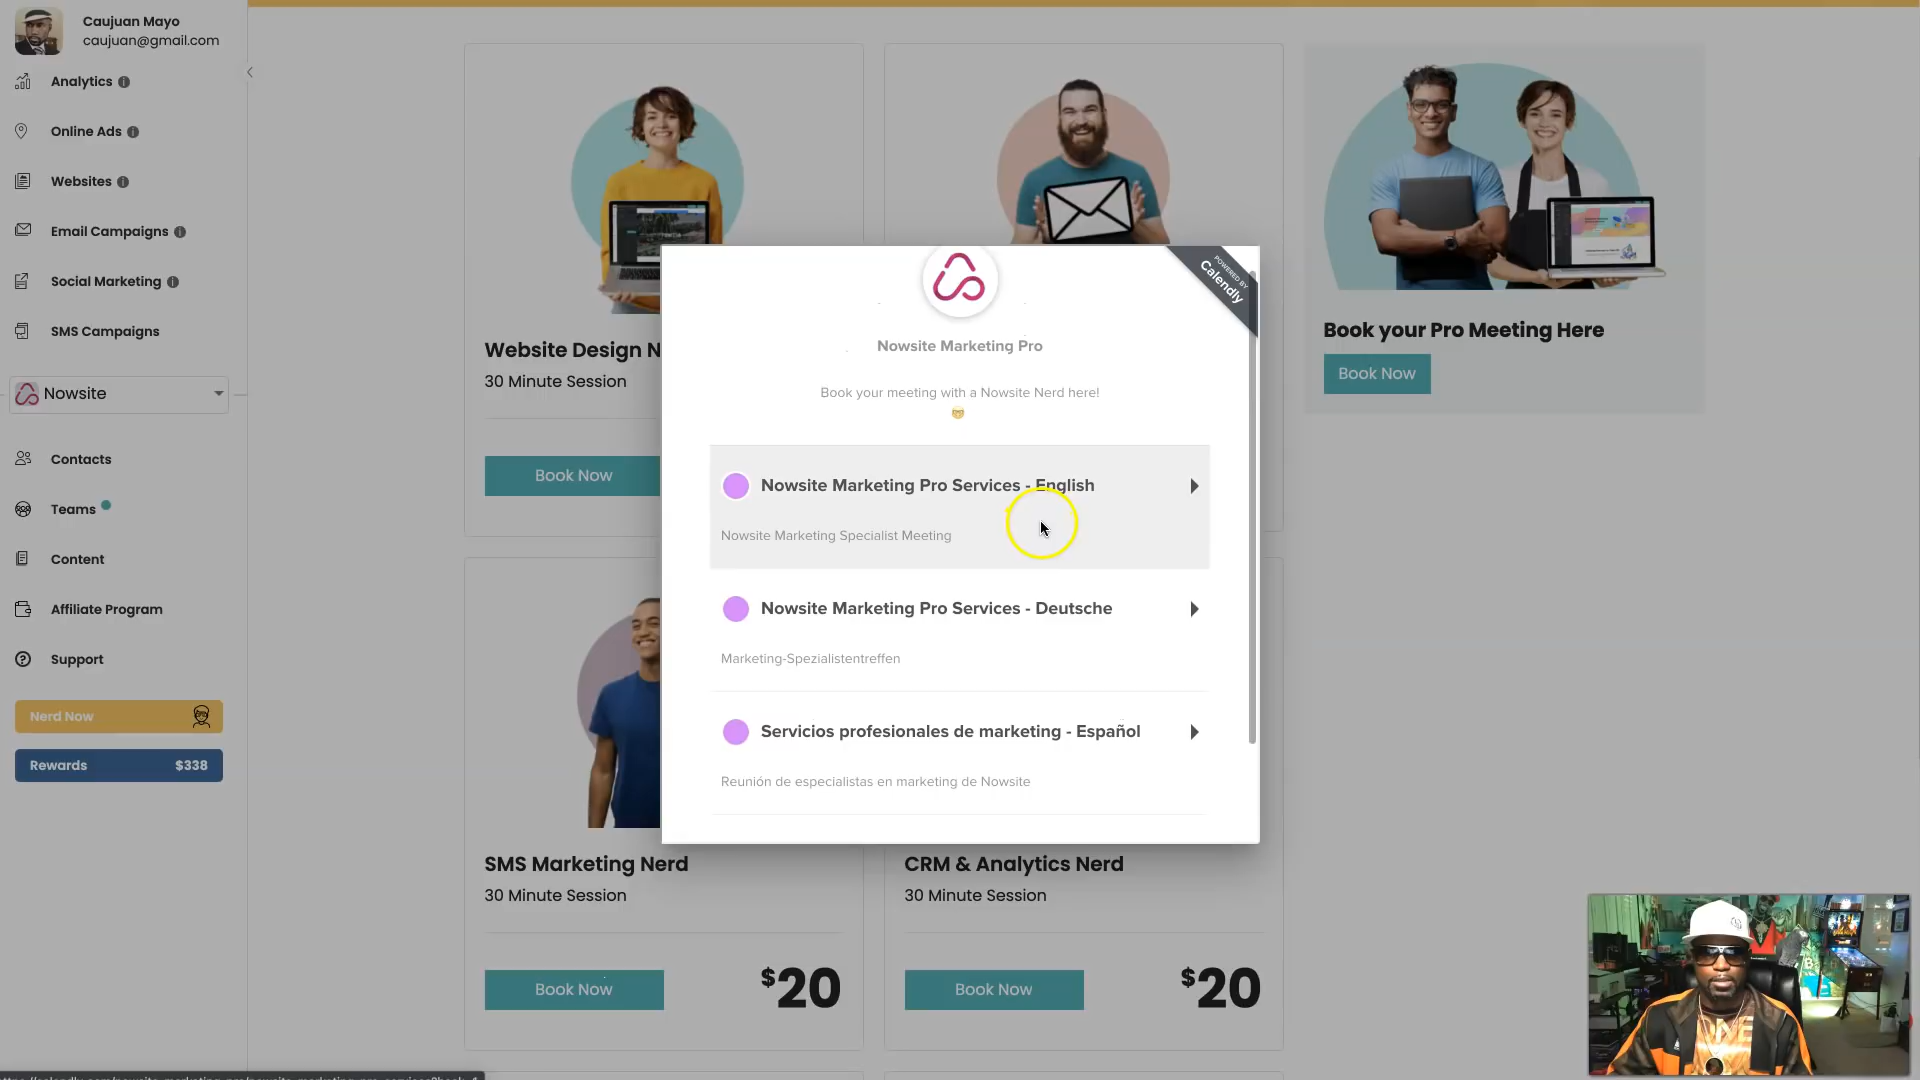 Caujuan Mayo
caujuan@gmail.com
Analytics
Online Ads
Websites
Email Campaigns
Social Marketing
SMS Campaigns
Nowsite
Contacts
Teams
Content
Affiliate Program
Support
Nerd Now
Rewards $338
Website Design N
30 Minute Session
Book Now
Book your Pro Meeting Here
Book Now
POWERED BY
Calendly
Nowsite Marketing Pro
Book your meeting with a Nowsite Nerd here!
Nowsite Marketing Pro Services - English
Nowsite Marketing Specialist Meeting
Nowsite Marketing Pro Services - Deutsche
Marketing-Spezialistentreffen
Servicios profesionales de marketing - Español
Reunión de especialistas en marketing de Nowsite
SMS Marketing Nerd
30 Minute Session
Book Now
$20
CRM & Analytics Nerd
30 Minute Session
Book Now
$20